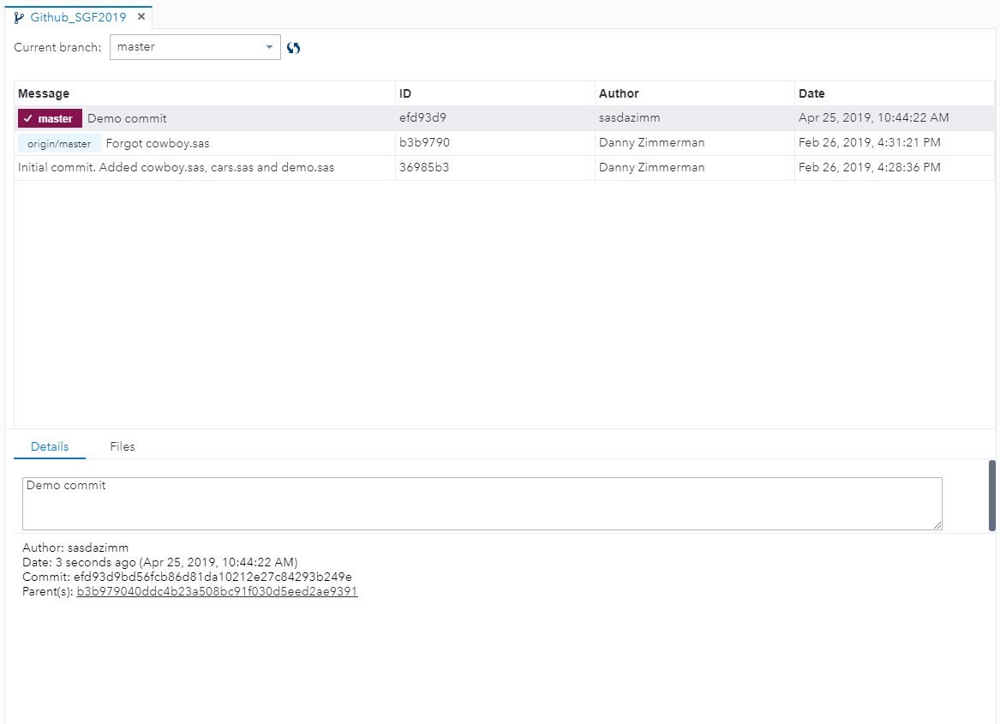 Github_SGF2019
Current branch: master
Message ID Author Date
master Demo commit efd93d9 sasdazimm Apr 25, 2019, 10:44:22 AM
origin/master Forgot cowboy.sas b3b9790 Danny Zimmerman Feb 26, 2019, 4:31:21 PM
Initial commit. Added cowboy.sas, cars.sas and demo.sas 36985b3 Danny Zimmerman Feb 26, 2019, 4:28:36 PM
Details Files
Demo commit
Author: sasdazimm
Date: 3 seconds ago (Apr 25, 2019, 10:44:22 AM)
Commit: efd93d9bd56fcb86d81da10212e27c84293b249e
Parent(s): b3b979040ddc4b23a508bc91f030d5eed2ae9391